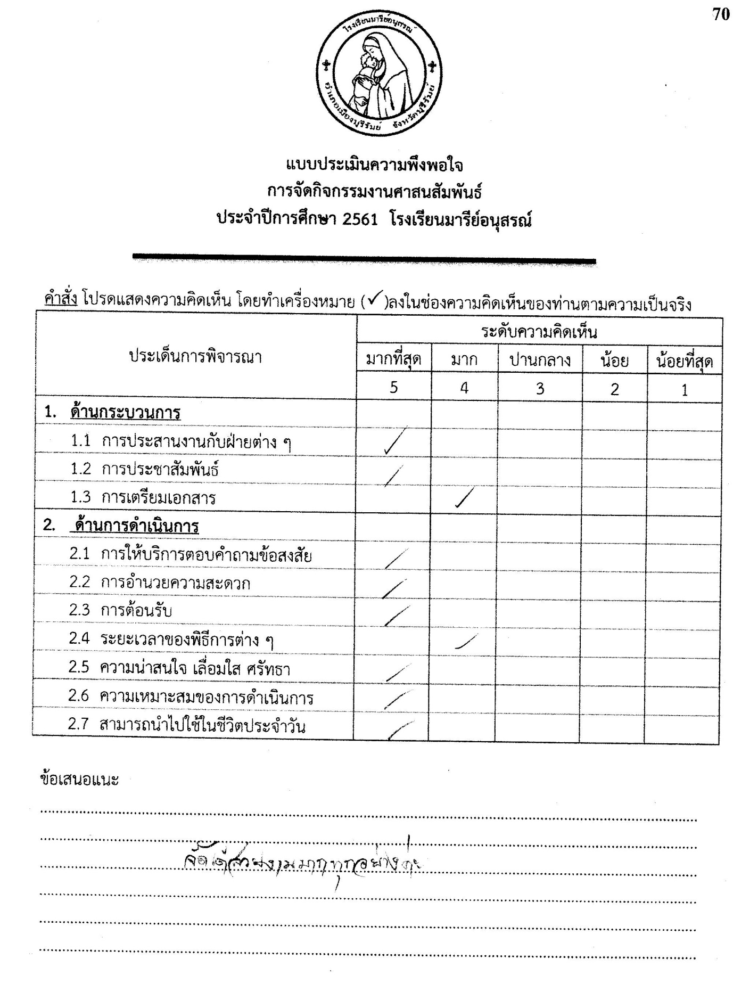 70
โรงเรียนมารีย์อนุสรณ์
อำเภอเมืองบุรีรัมย์ จังหวัดบุรีรัมย์
แบบประเมินความพึงพอใจ
การจัดกิจกรรมงานศาสนสัมพันธ์
ประจำปีการศึกษา 2561 โรงเรียนมารีย์อนุสรณ์
คำสั่ง โปรดแสดงความคิดเห็น โดยทำเครื่องหมาย (✓)ลงในช่องความคิดเห็นของท่านตามความเป็นจริง
ประเด็นการพิจารณา
ระดับความคิดเห็น
มากที่สุด มาก ปานกลาง น้อย น้อยที่สุด
5 4 3 2 1
1. ด้านกระบวนการ
1.1 การประสานงานกับฝ่ายต่าง ๆ ✓
1.2 การประชาสัมพันธ์ ✓
1.3 การเตรียมเอกสาร ✓
2. ด้านการดำเนินการ
2.1 การให้บริการตอบคำถามข้อสงสัย ✓
2.2 การอำนวยความสะดวก ✓
2.3 การต้อนรับ ✓
2.4 ระยะเวลาของพิธีการต่าง ๆ ✓
2.5 ความน่าสนใจ เลื่อมใส ศรัทธา ✓
2.6 ความเหมาะสมของการดำเนินการ ✓
2.7 สามารถนำไปใช้ในชีวิตประจำวัน ✓
ข้อเสนอแนะ
จัดได้สวยงามมากทุกอย่างค่ะ